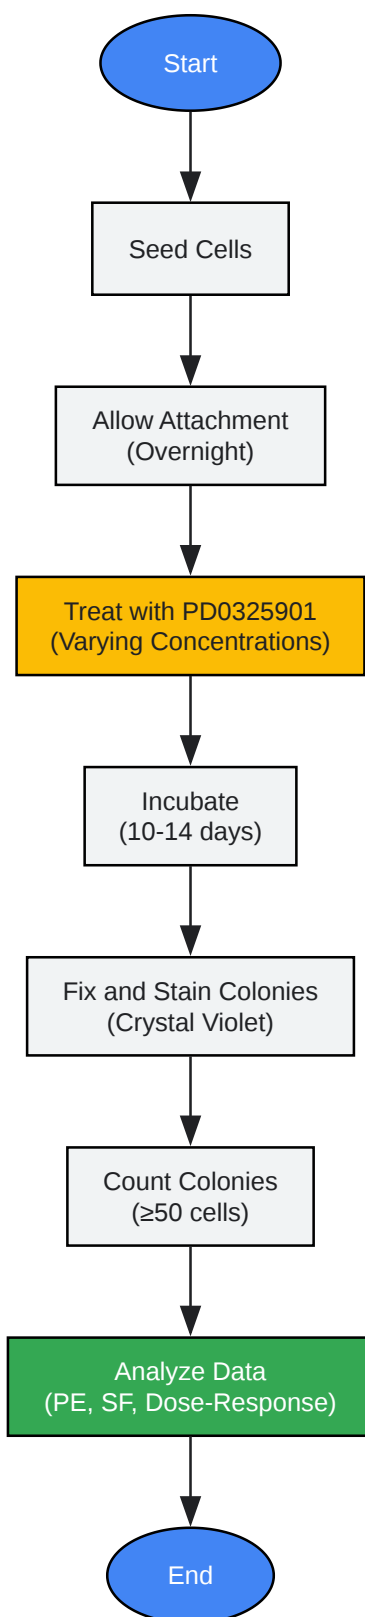 Start
Seed Cells
Allow Attachment
(Overnight)
Treat with PD0325901
(Varying Concentrations)
Incubate
(10-14 days)
Fix and Stain Colonies
(Crystal Violet)
Count Colonies
(≥50 cells)
Analyze Data
(PE, SF, Dose-Response)
End